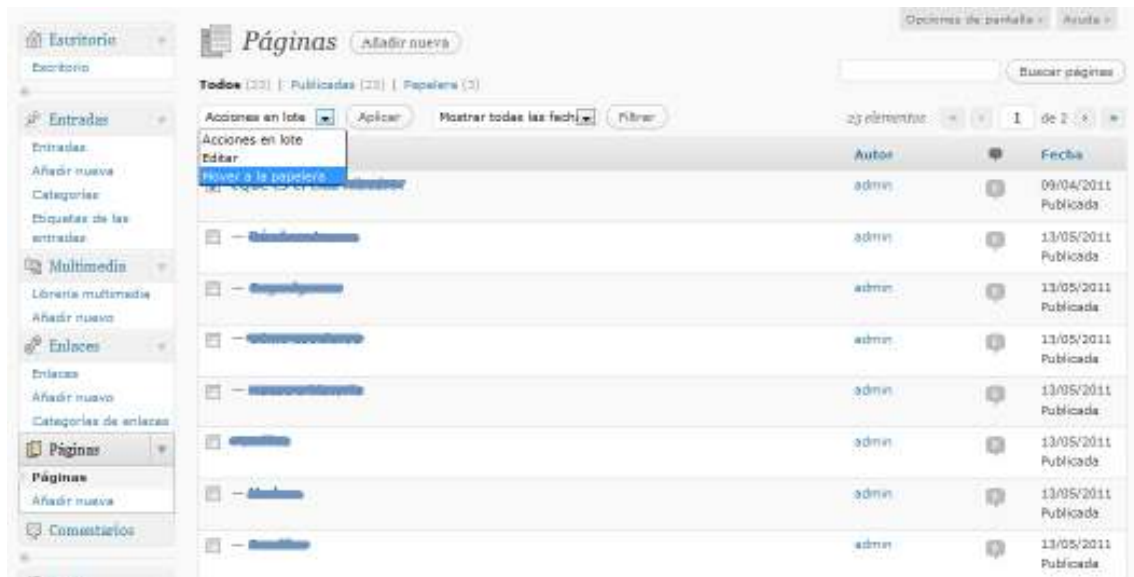 Opciones de pantalla
Ayuda
Escritorio
Escritorio
Entradas
Entradas
Añadir nueva
Categorías
Etiquetas de las
entradas
Multimedia
Librería multimedia
Añadir nuevo
Enlaces
Enlaces
Añadir nuevo
Categorías de enlaces
Páginas
Páginas
Añadir nueva
Comentarios
Páginas Añadir nueva
Buscar páginas
Todos (23) | Publicadas (23) | Papelera (3)
Acciones en lote Aplicar Mostrar todas las fech Filtrar 23 elementos « ‹ 1 de 2 › »
Acciones en lote
Editar
Mover a la papelera
Autor Fecha
admin 09/04/2011
Publicada
— admin 13/05/2011
Publicada
— admin 13/05/2011
Publicada
— admin 13/05/2011
Publicada
— admin 13/05/2011
Publicada
admin 13/05/2011
Publicada
— admin 13/05/2011
Publicada
— admin 13/05/2011
Publicada